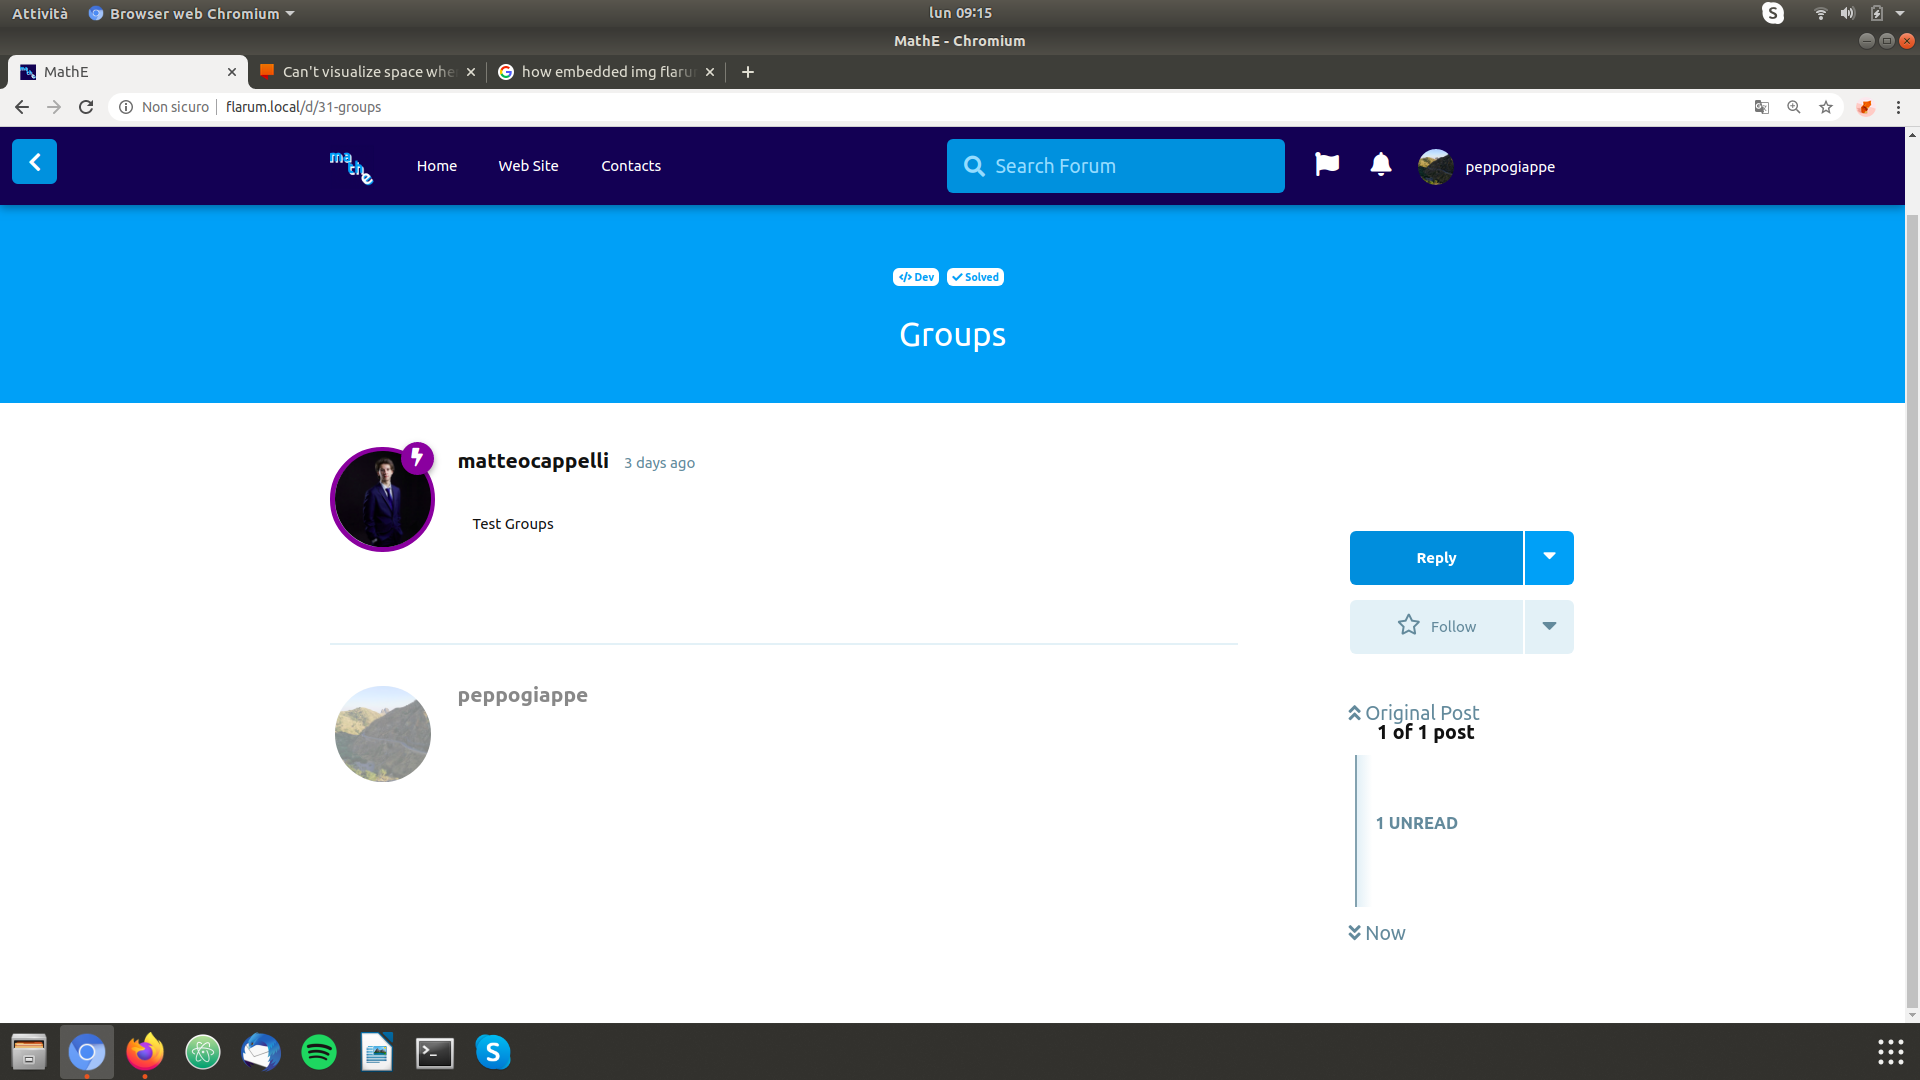 Attività Browser web Chromium lun 09:15
MathE - Chromium
MathE Can't visualize space whe how embedded img flaru
Non sicuro flarum.local/d/31-groups
ma the Home Web Site Contacts Search Forum peppogiappe
Dev Solved
Groups
matteocappelli 3 days ago
Test Groups
Reply
Follow
peppogiappe
Original Post
1 of 1 post
1 UNREAD
Now